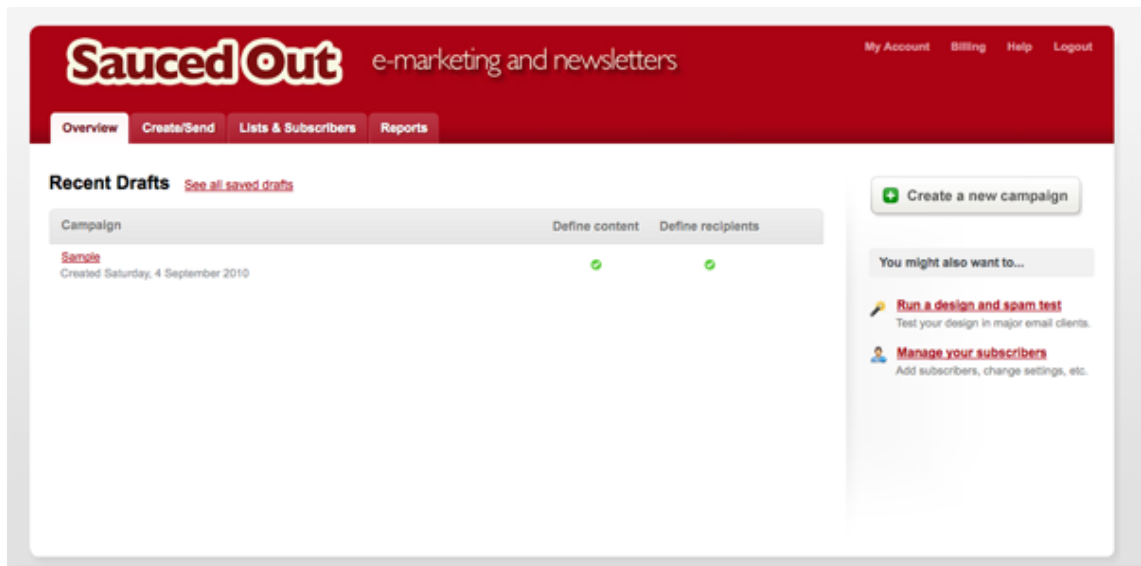 Sauced Out e-marketing and newsletters
My Account Billing Help Logout
Overview Create/Send Lists & Subscribers Reports
Recent Drafts See all saved drafts
Campaign Define content Define recipients
Sample
Created Saturday, 4 September 2010
Create a new campaign
You might also want to...
Run a design and spam test
Test your design in major email clients.
Manage your subscribers
Add subscribers, change settings, etc.